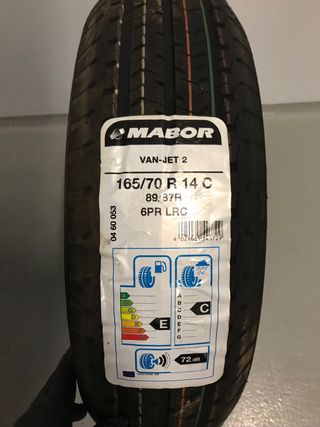 MABOR
VAN-JET 2
165/70 R 14 C
89/87R
6PR LRC
04 60 053
A
B
C
D
E
F
G
E
A
B
C
D
E
F
G
C
72 dB